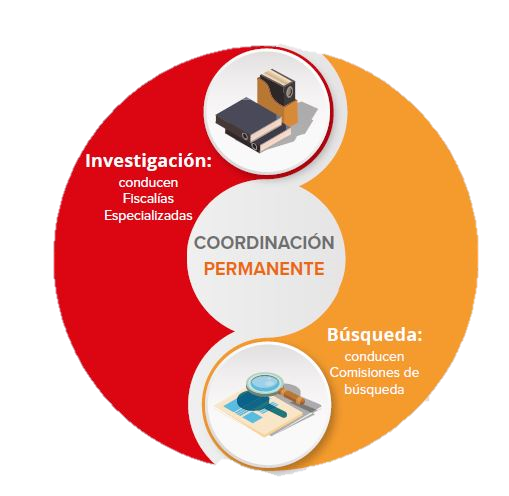 Investigación:
conducen
Fiscalías
Especializadas
COORDINACIÓN
PERMANENTE
Búsqueda:
conducen
Comisiones de
búsqueda